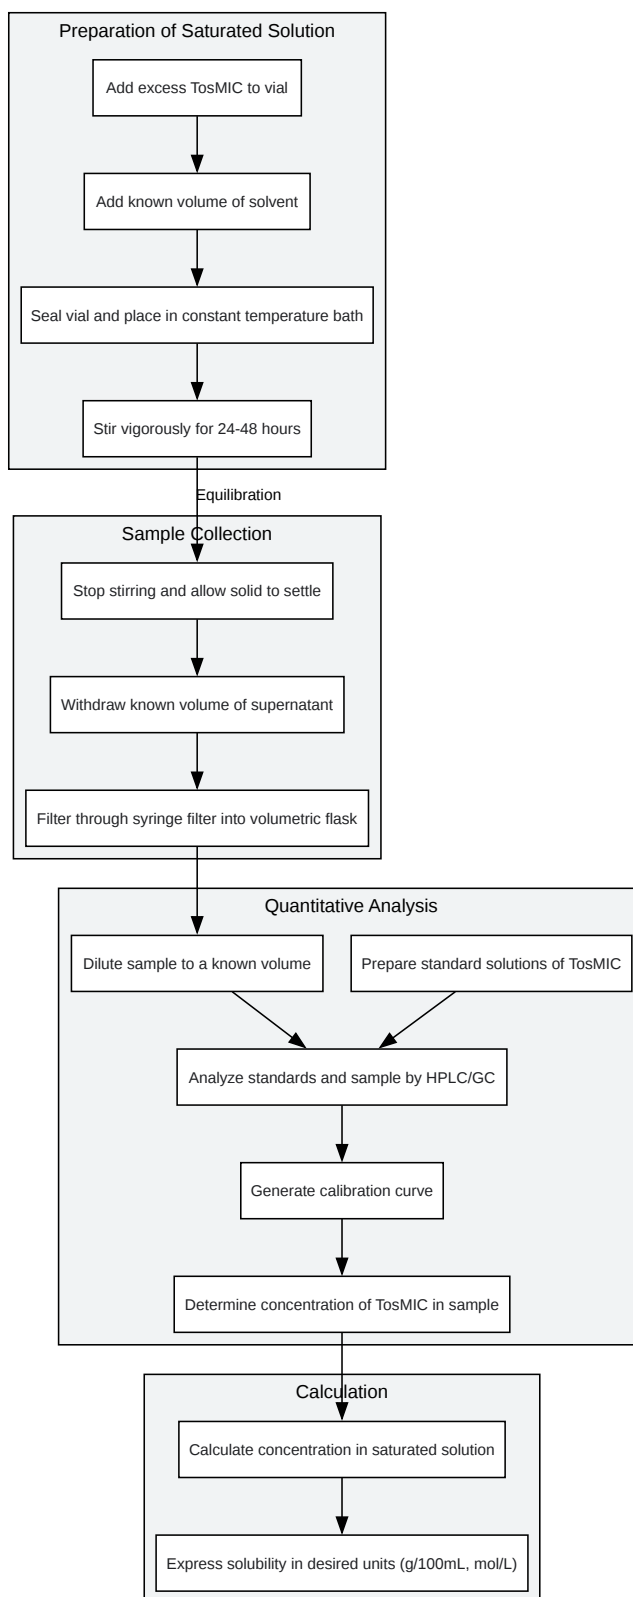 Preparation of Saturated Solution
Add excess TosMIC to vial
Add known volume of solvent
Seal vial and place in constant temperature bath
Stir vigorously for 24-48 hours
Equilibration
Sample Collection
Stop stirring and allow solid to settle
Withdraw known volume of supernatant
Filter through syringe filter into volumetric flask
Quantitative Analysis
Dilute sample to a known volume
Prepare standard solutions of TosMIC
Analyze standards and sample by HPLC/GC
Generate calibration curve
Determine concentration of TosMIC in sample
Calculation
Calculate concentration in saturated solution
Express solubility in desired units (g/100mL, mol/L)